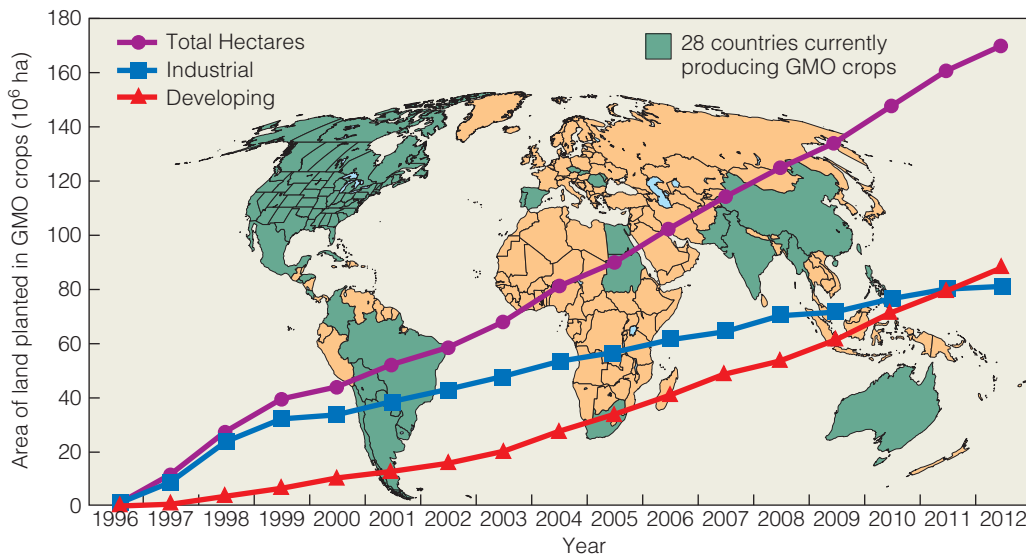 180
160
140
120
100
80
60
40
20
0
Area of land planted in GMO crops (10⁶ ha)
Total Hectares
Industrial
Developing
28 countries currently
producing GMO crops
1996 1997 1998 1999 2000 2001 2002 2003 2004 2005 2006 2007 2008 2009 2010 2011 2012
Year